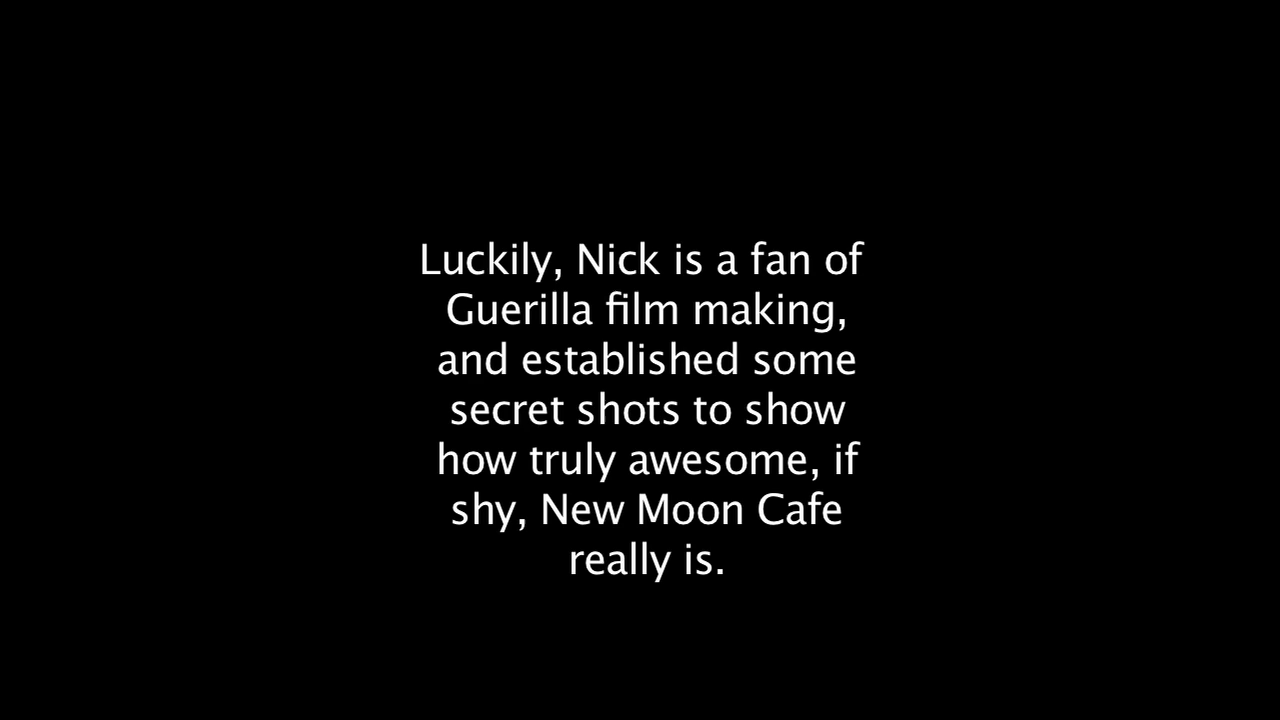 Luckily, Nick is a fan of
Guerilla film making,
and established some
secret shots to show
how truly awesome, if
shy, New Moon Cafe
really is.